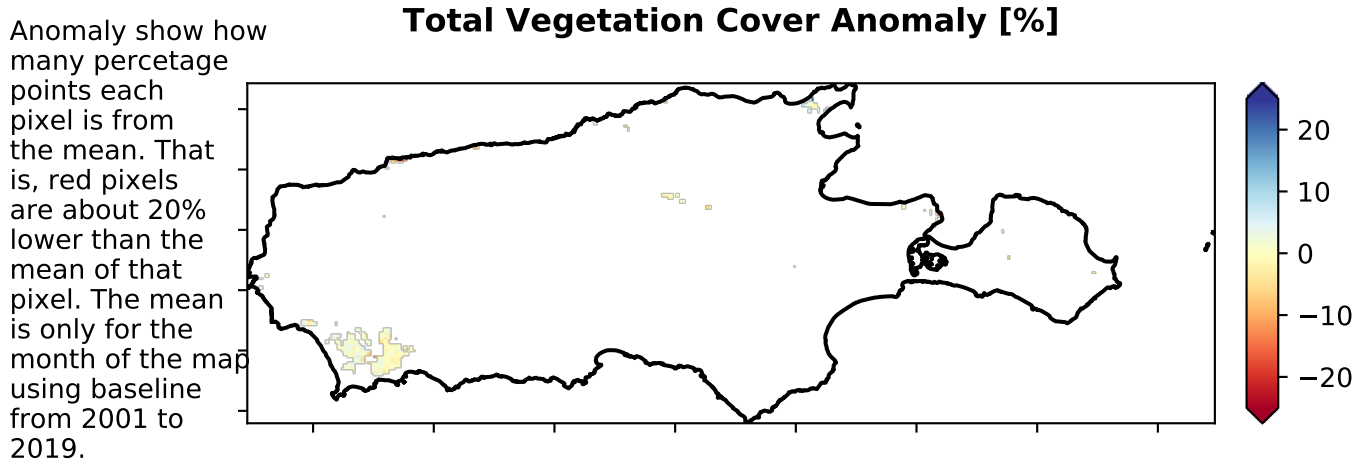 Total Vegetation Cover Anomaly [%]
Anomaly show how
many percetage
points each
pixel is from
the mean. That
is, red pixels
are about 20%
lower than the
mean of that
pixel. The mean
is only for the
month of the map
using baseline
from 2001 to
2019.
20
10
0
−10
−20